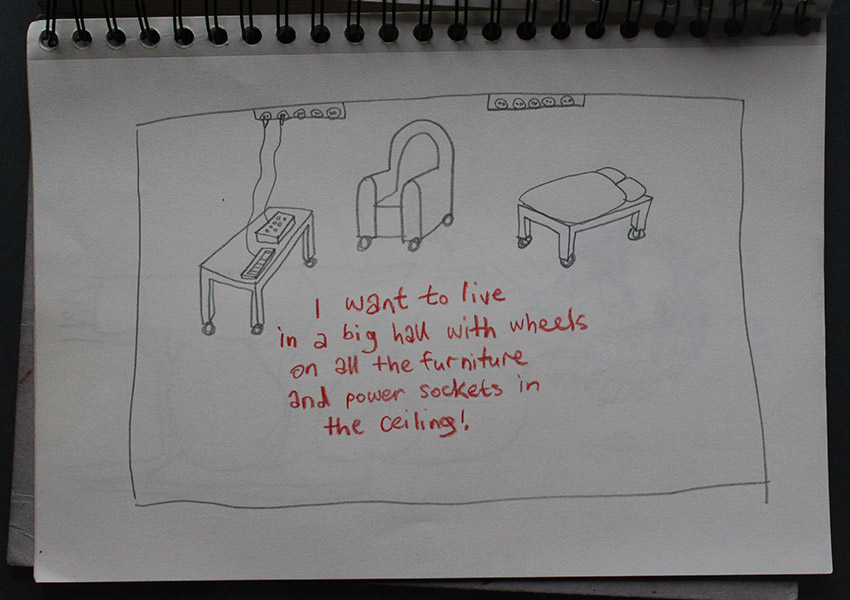 I want to live
in a big hall with wheels
on all the furniture
and power sockets in
the ceiling!